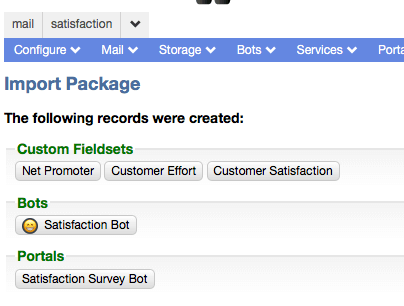 mail satisfaction
Configure Mail Storage Bots Services Porta
Import Package
The following records were created:
Custom Fieldsets
Net Promoter Customer Effort Customer Satisfaction
Bots
Satisfaction Bot
Portals
Satisfaction Survey Bot